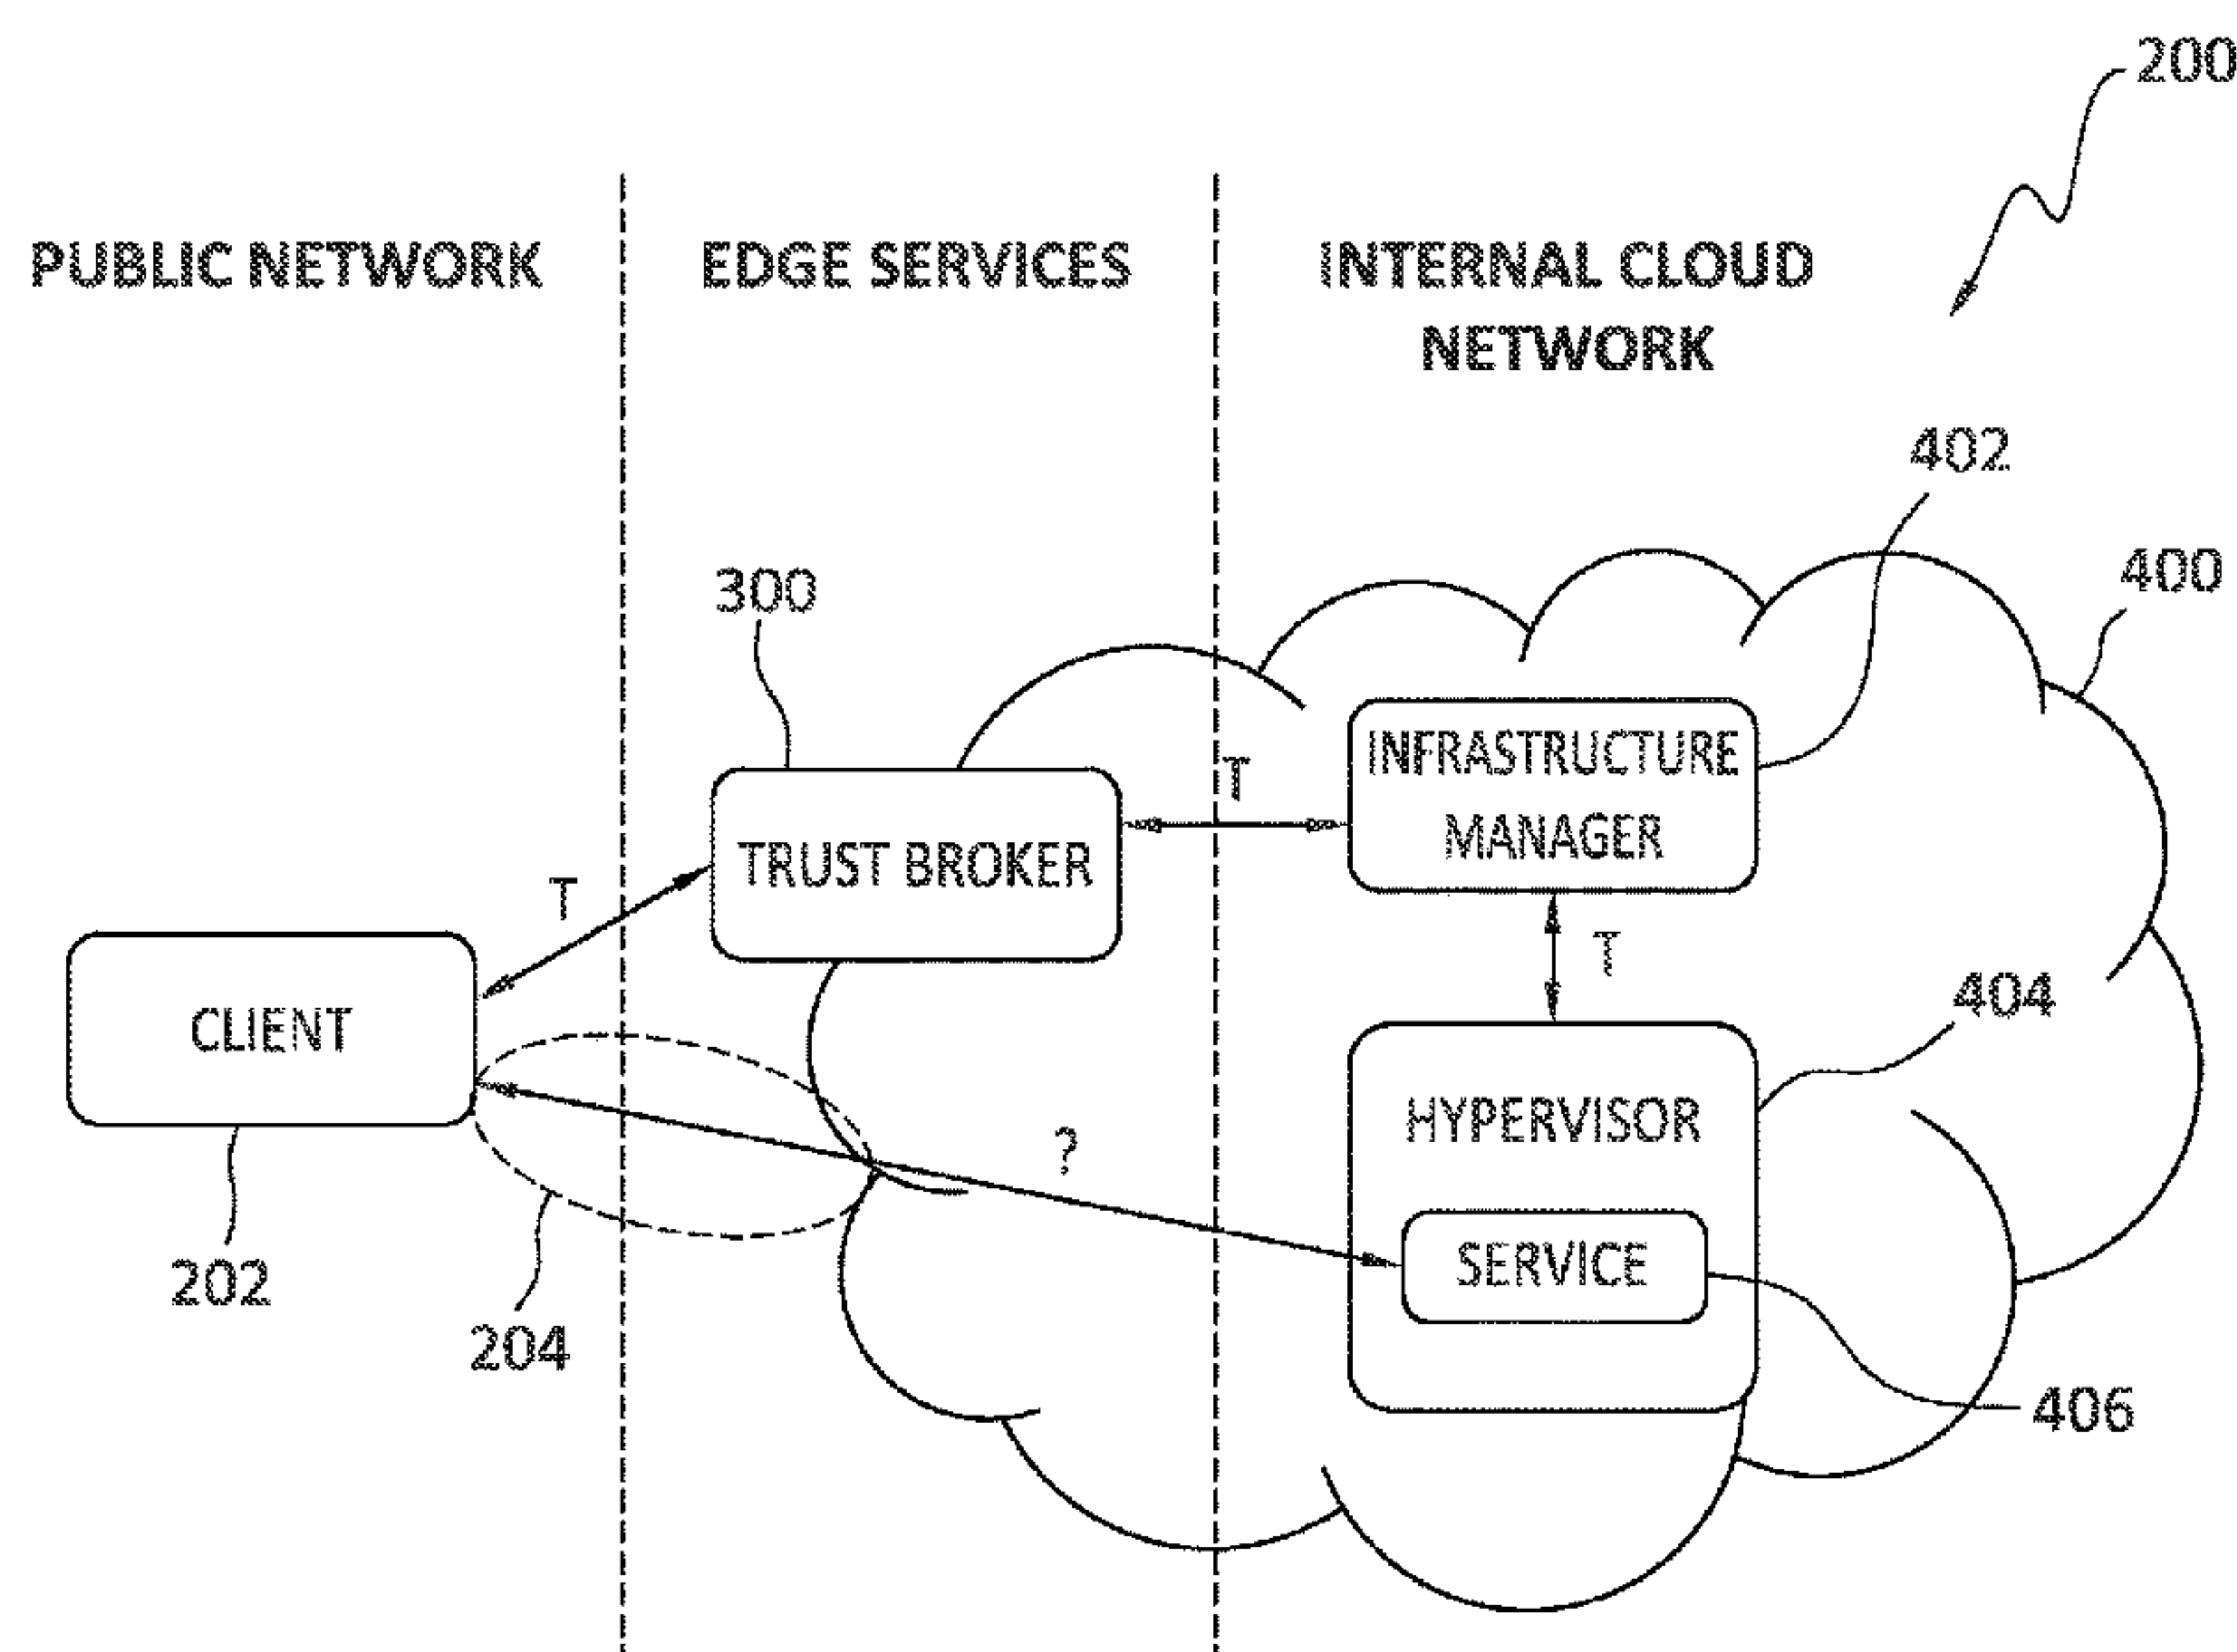 200
PUBLIC NETWORK
EDGE SERVICES
INTERNAL CLOUD
NETWORK
402
400
300
INFRASTRUCTURE
MANAGER
T
TRUST BROKER
T
T
CLIENT
404
HYPERVISOR
?
SERVICE
202
204
406